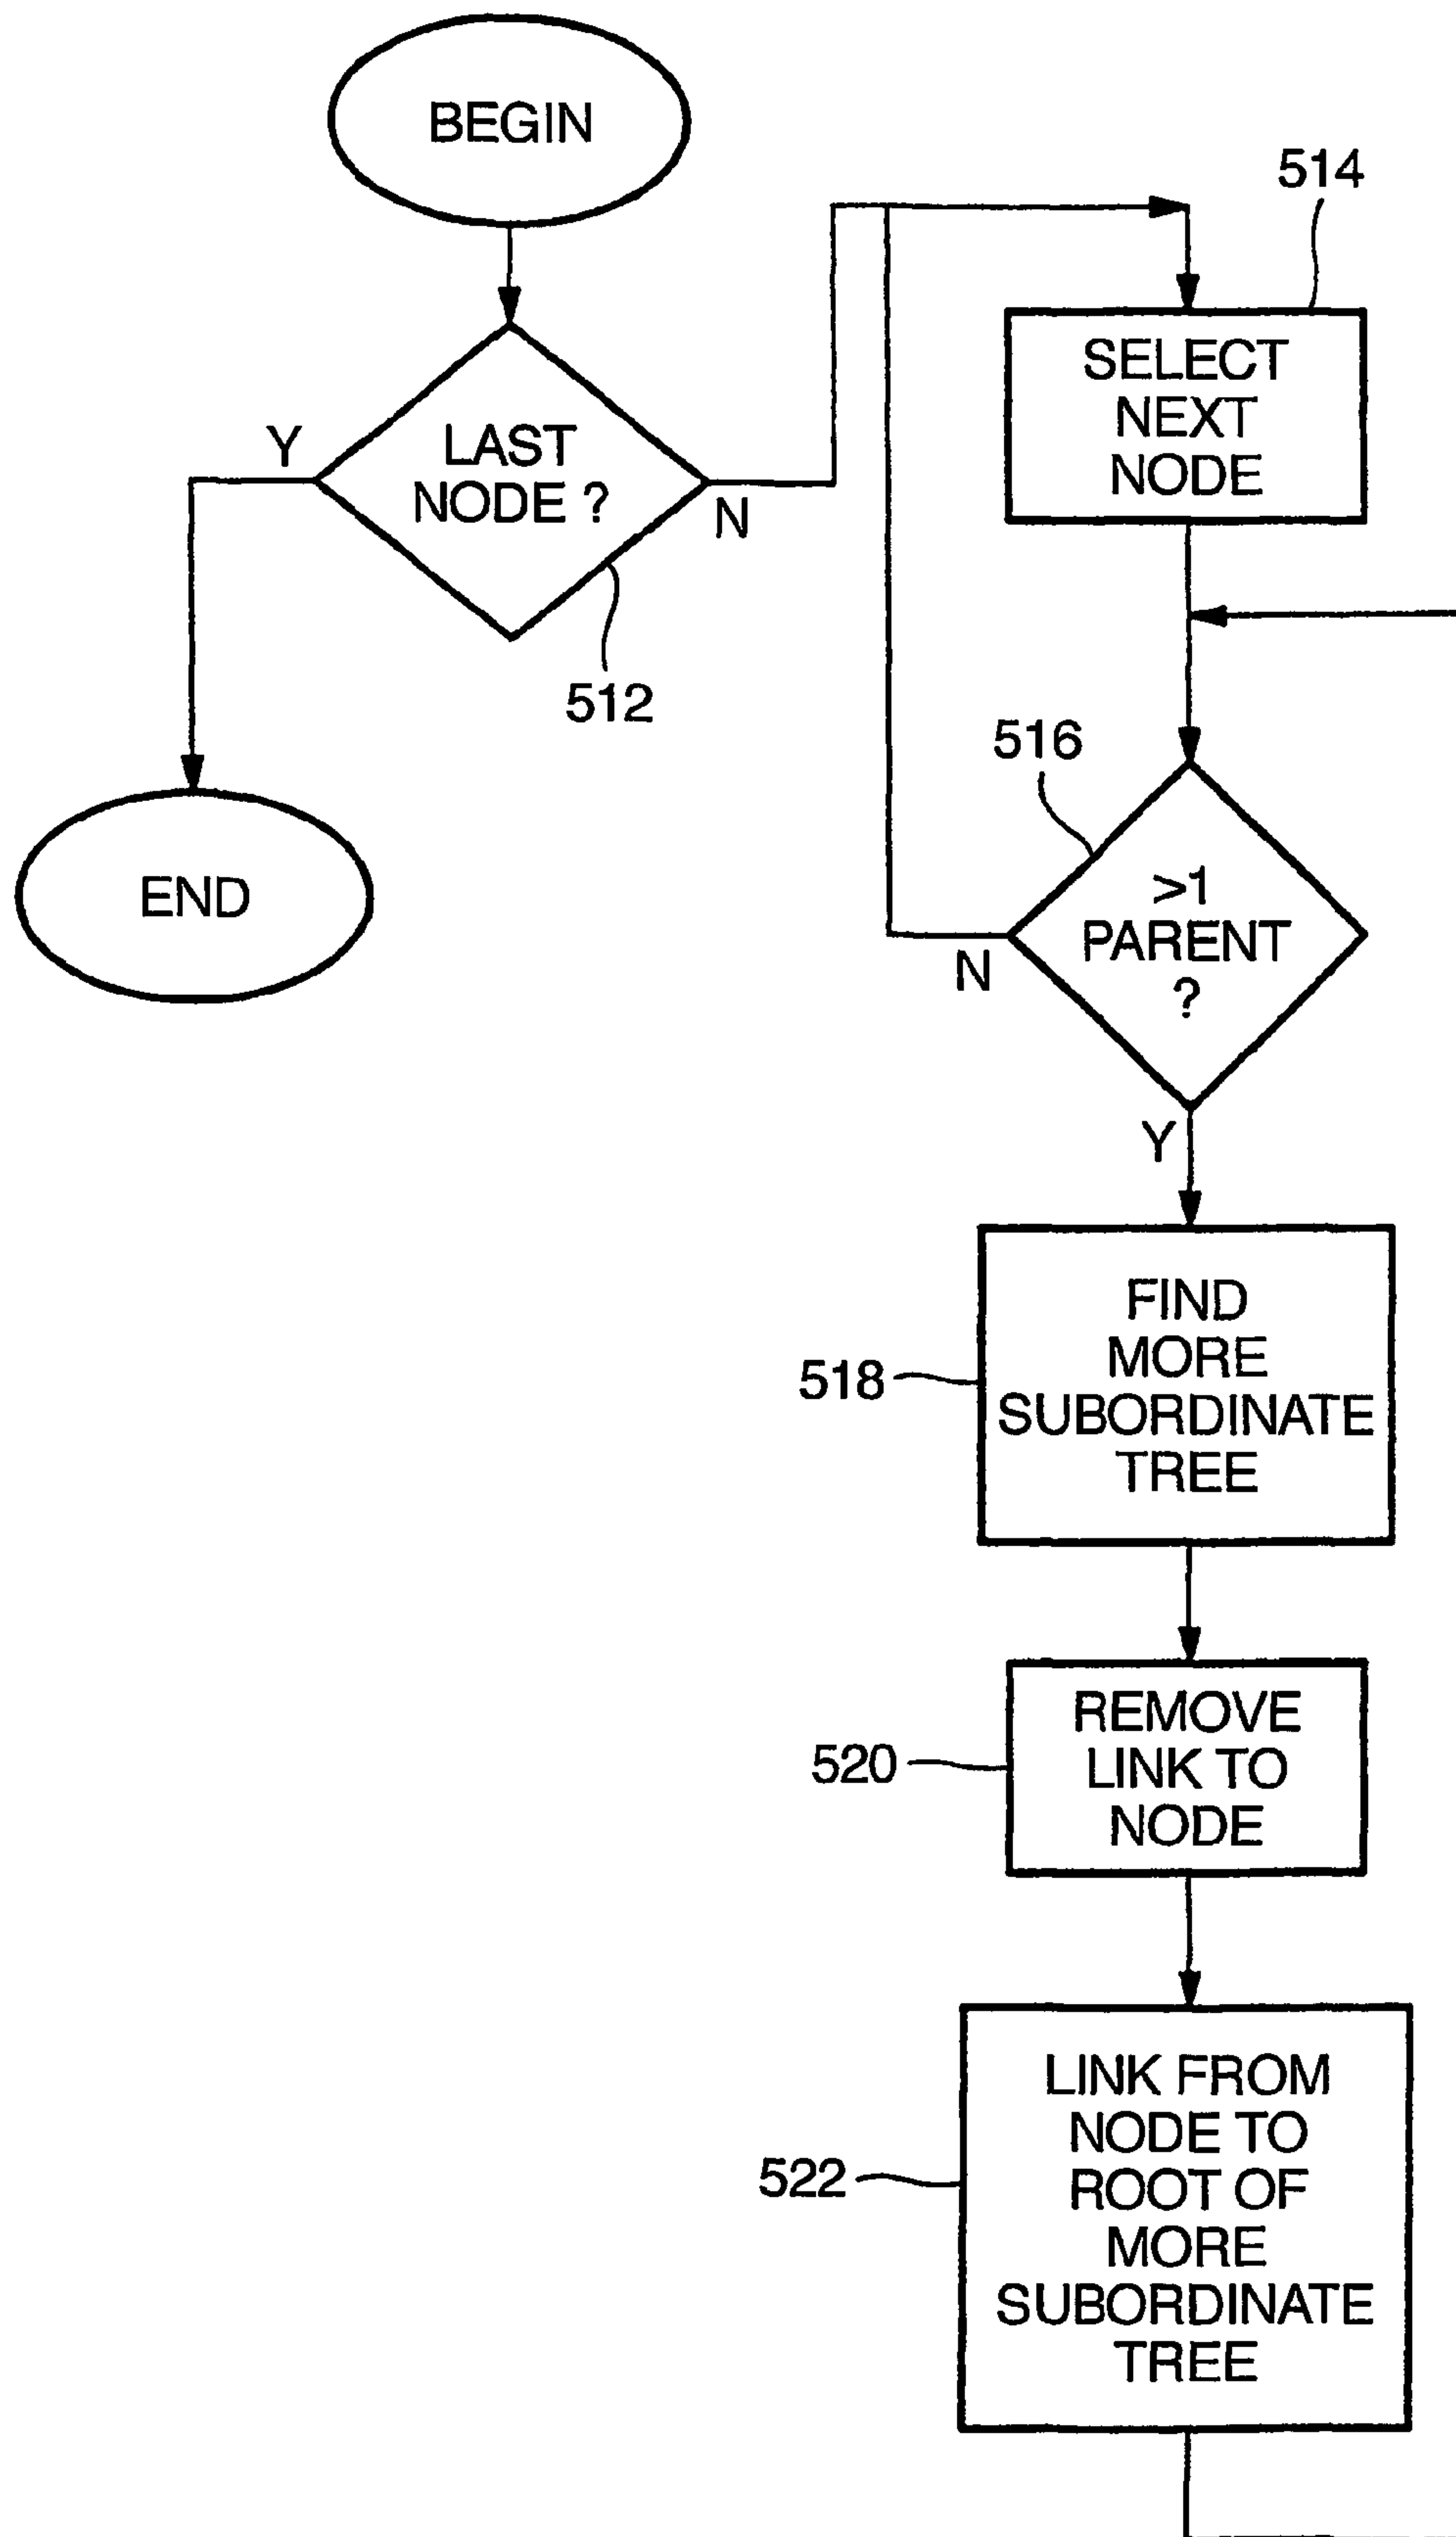 BEGIN
514
SELECT
NEXT
NODE
Y
LAST
NODE ?
N
512
516
>1
PARENT
?
N
END
Y
FIND
MORE
SUBORDINATE
TREE
518
REMOVE
LINK TO
NODE
520
LINK FROM
NODE TO
ROOT OF
MORE
SUBORDINATE
TREE
522